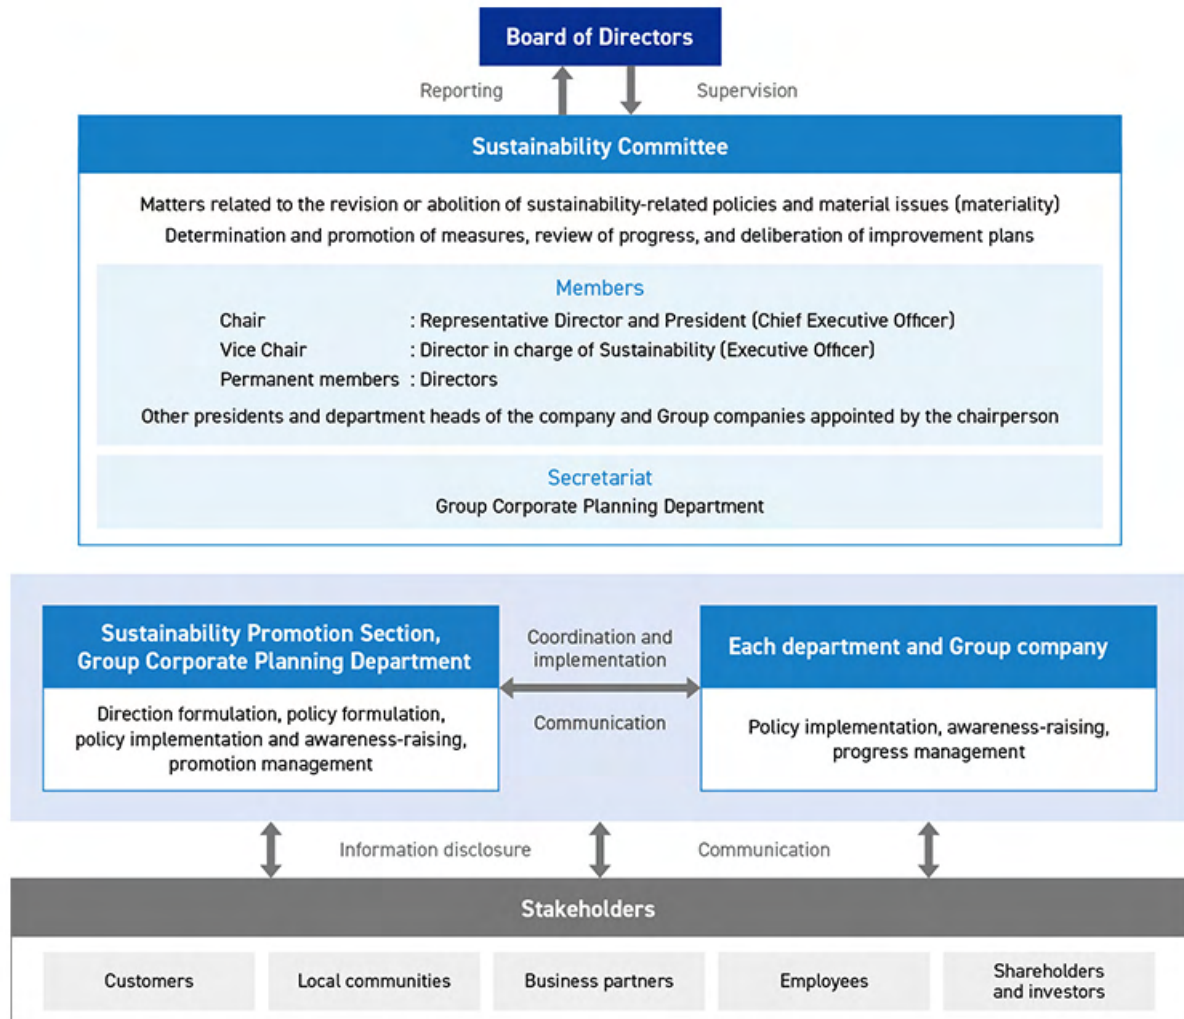 Board of Directors
Reporting
Supervision
Sustainability Committee
Matters related to the revision or abolition of sustainability-related policies and material issues (materiality)
Determination and promotion of measures, review of progress, and deliberation of improvement plans
Members
Chair : Representative Director and President (Chief Executive Officer)
Vice Chair : Director in charge of Sustainability (Executive Officer)
Permanent members : Directors
Other presidents and department heads of the company and Group companies appointed by the chairperson
Secretariat
Group Corporate Planning Department
Sustainability Promotion Section,
Group Corporate Planning Department
Direction formulation, policy formulation,
policy implementation and awareness-raising,
promotion management
Coordination and
implementation
Communication
Each department and Group company
Policy implementation, awareness-raising,
progress management
Information disclosure
Communication
Stakeholders
Customers
Local communities
Business partners
Employees
Shareholders
and investors